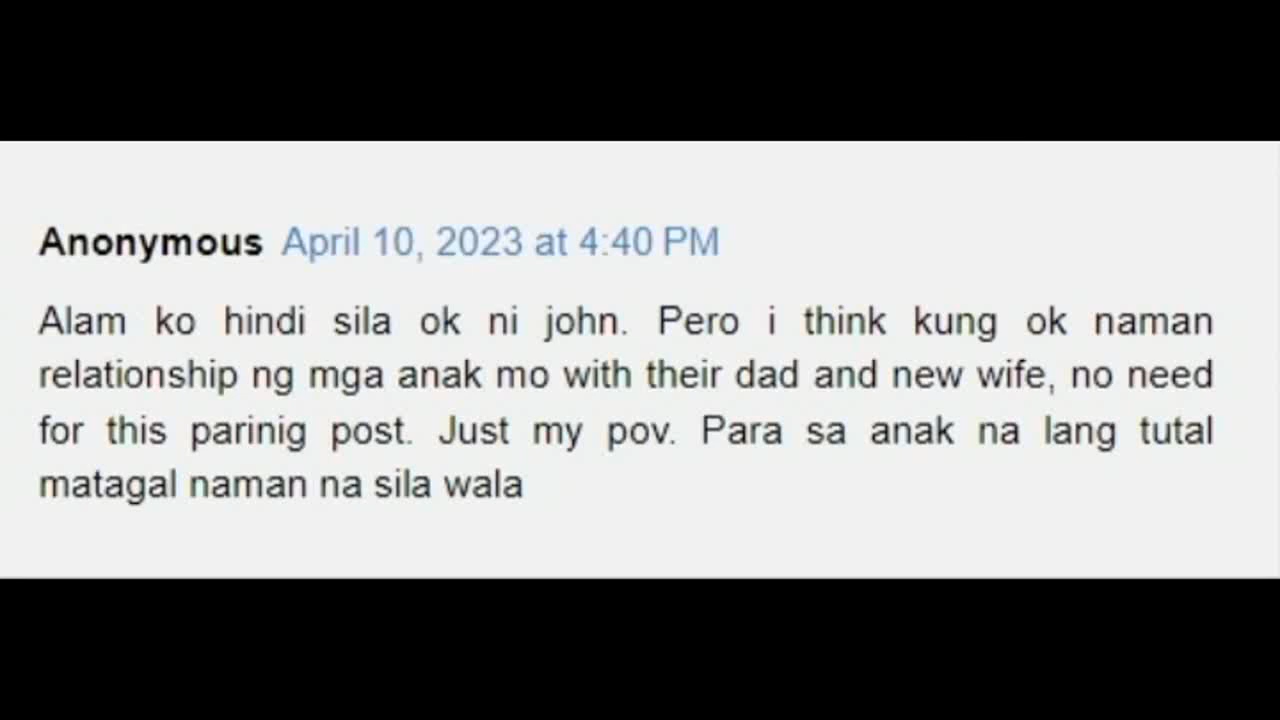 Anonymous April 10, 2023 at 4:40 PM
Alam ko hindi sila ok ni john. Pero i think kung ok naman
relationship ng mga anak mo with their dad and new wife, no need
for this parinig post. Just my pov. Para sa anak na lang tutal
matagal naman na sila wala